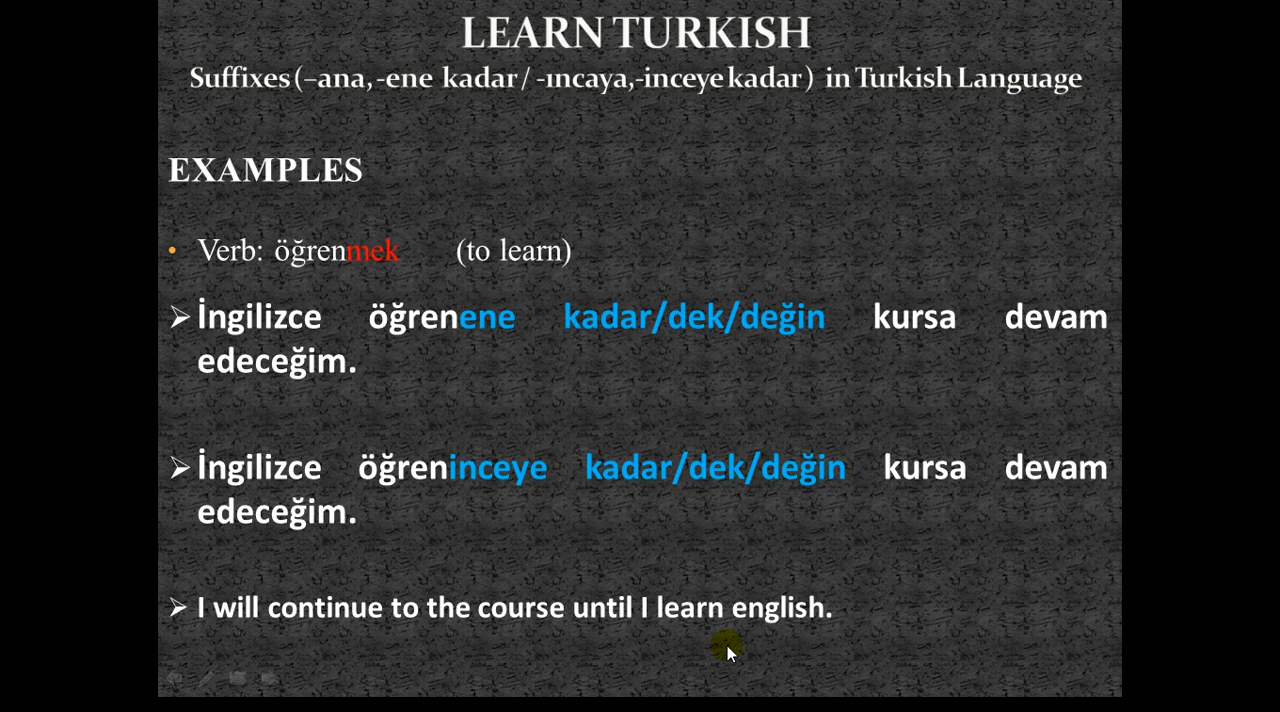 LEARN TURKISH
Suffixes (–ana, -ene kadar / -ıncaya,-inceye kadar ) in Turkish Language
EXAMPLES
• Verb: öğrenmek (to learn)
➢ İngilizce öğrenene kadar/dek/değin kursa devam
edeceğim.
➢ İngilizce öğreninceye kadar/dek/değin kursa devam
edeceğim.
➢ I will continue to the course until I learn english.